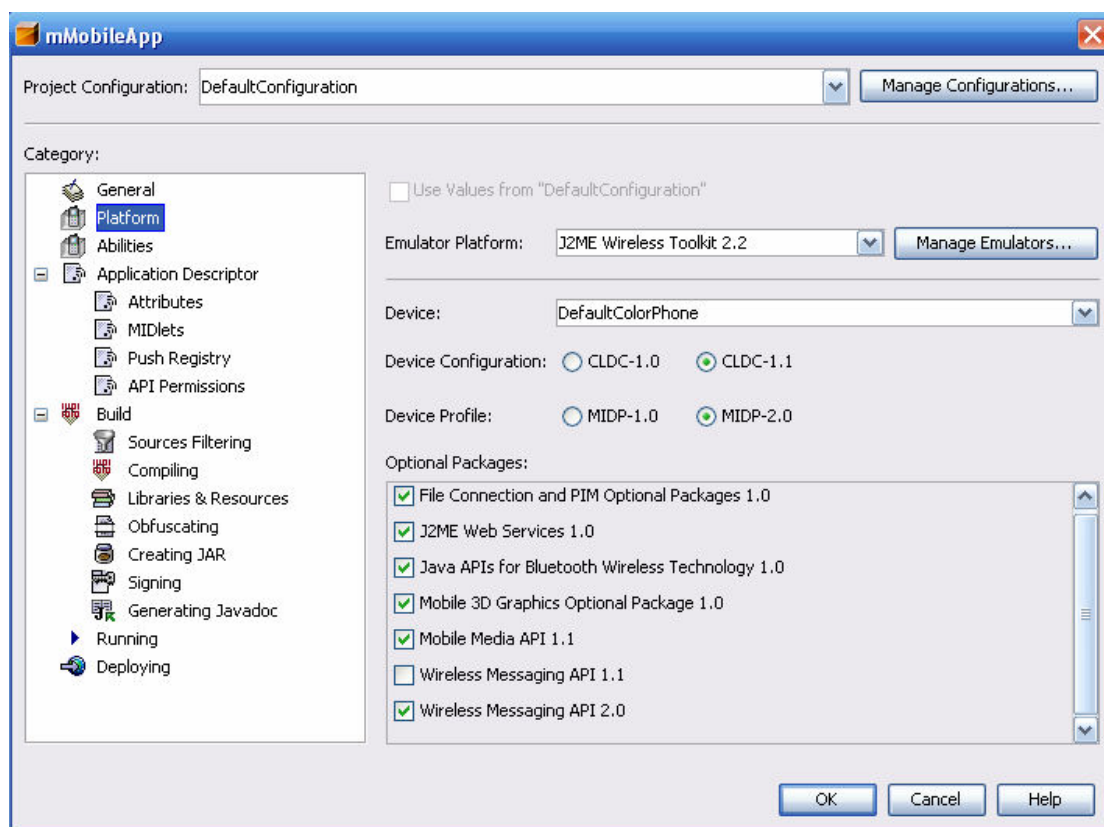 mMobileApp
Project Configuration: DefaultConfiguration Manage Configurations...
Category:
General
Platform
Abilities
Application Descriptor
Attributes
MIDlets
Push Registry
API Permissions
Build
Sources Filtering
Compiling
Libraries & Resources
Obfuscating
Creating JAR
Signing
Generating Javadoc
Running
Deploying
Use Values from "DefaultConfiguration"
Emulator Platform: J2ME Wireless Toolkit 2.2 Manage Emulators...
Device: DefaultColorPhone
Device Configuration: CLDC-1.0 CLDC-1.1
Device Profile: MIDP-1.0 MIDP-2.0
Optional Packages:
File Connection and PIM Optional Packages 1.0
J2ME Web Services 1.0
Java APIs for Bluetooth Wireless Technology 1.0
Mobile 3D Graphics Optional Package 1.0
Mobile Media API 1.1
Wireless Messaging API 1.1
Wireless Messaging API 2.0
OK Cancel Help